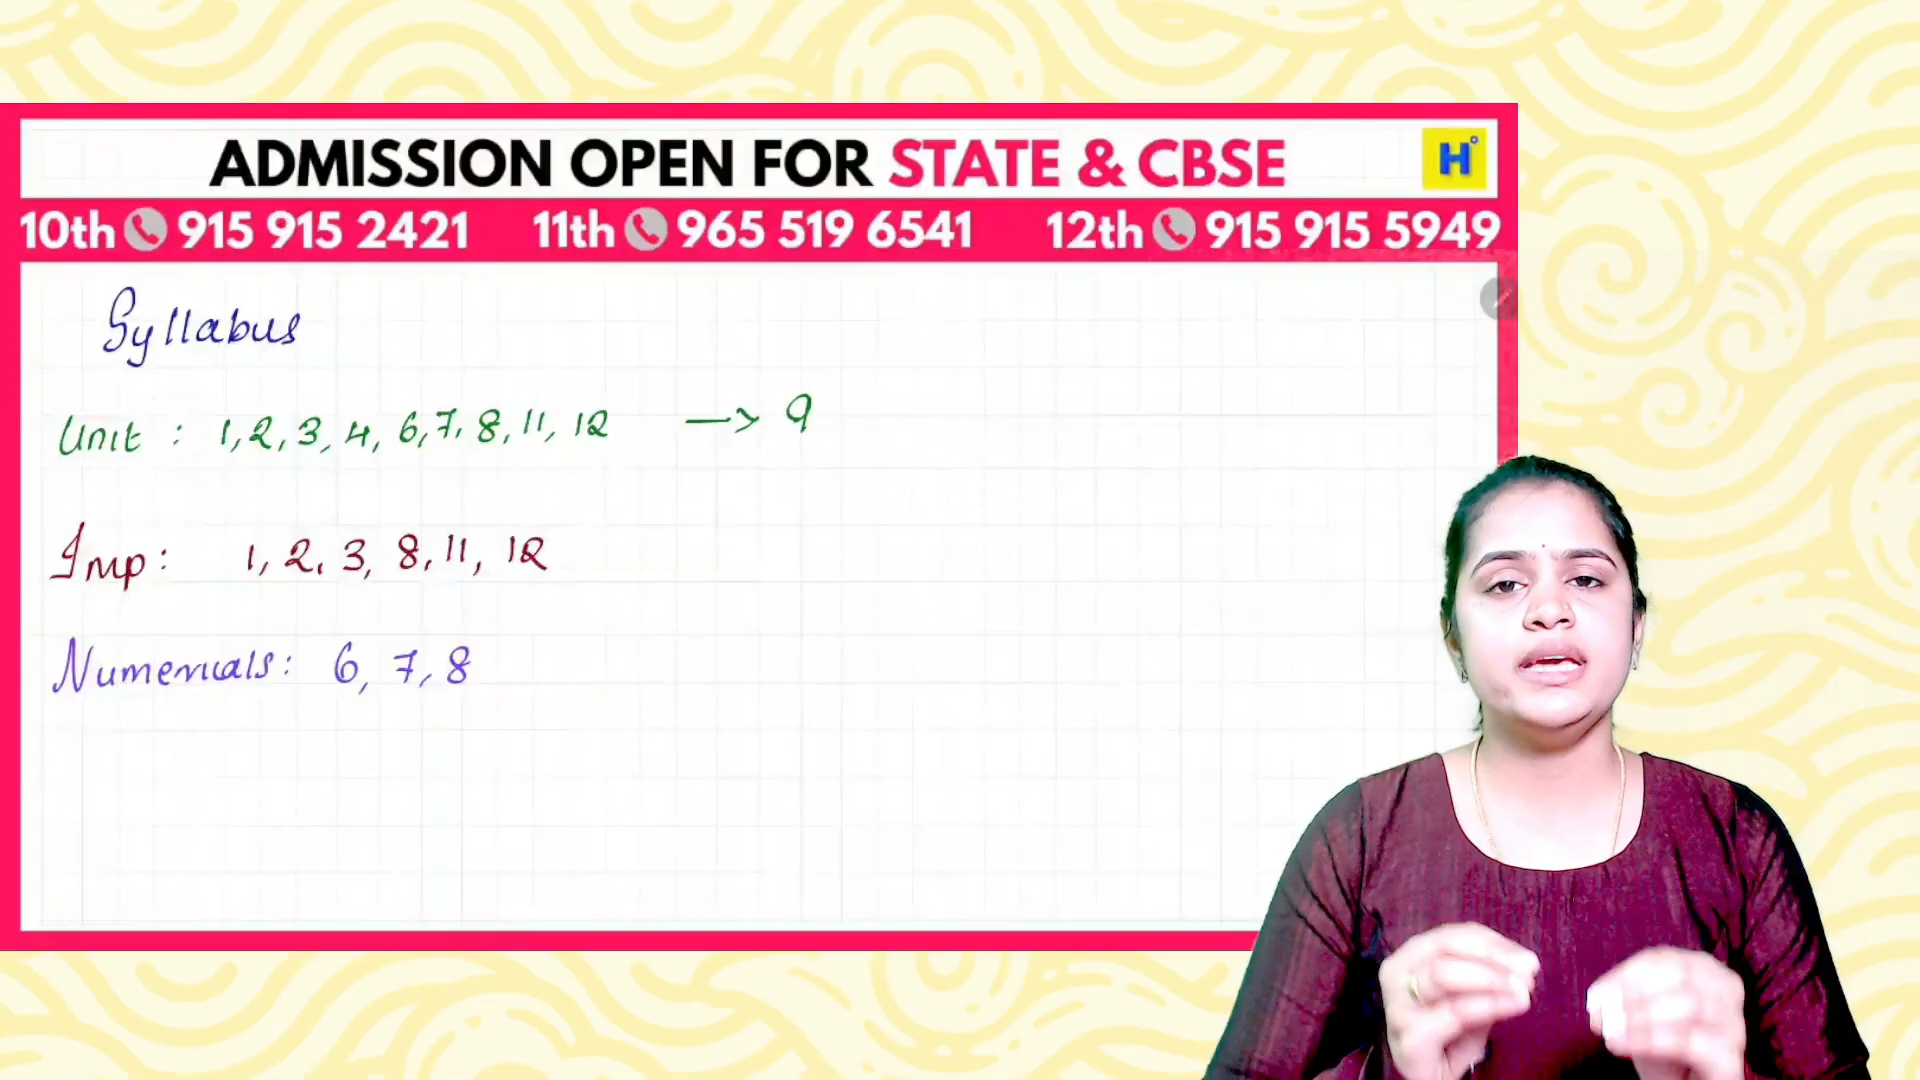 ADMISSION OPEN FOR STATE & CBSE
H
10th 915 915 2421 11th 965 519 6541 12th 915 915 5949
Syllabus
Unit : 1, 2, 3, 4, 6, 7, 8, 11, 12 → 9
Imp : 1, 2, 3, 8, 11, 12
Numericals : 6, 7, 8